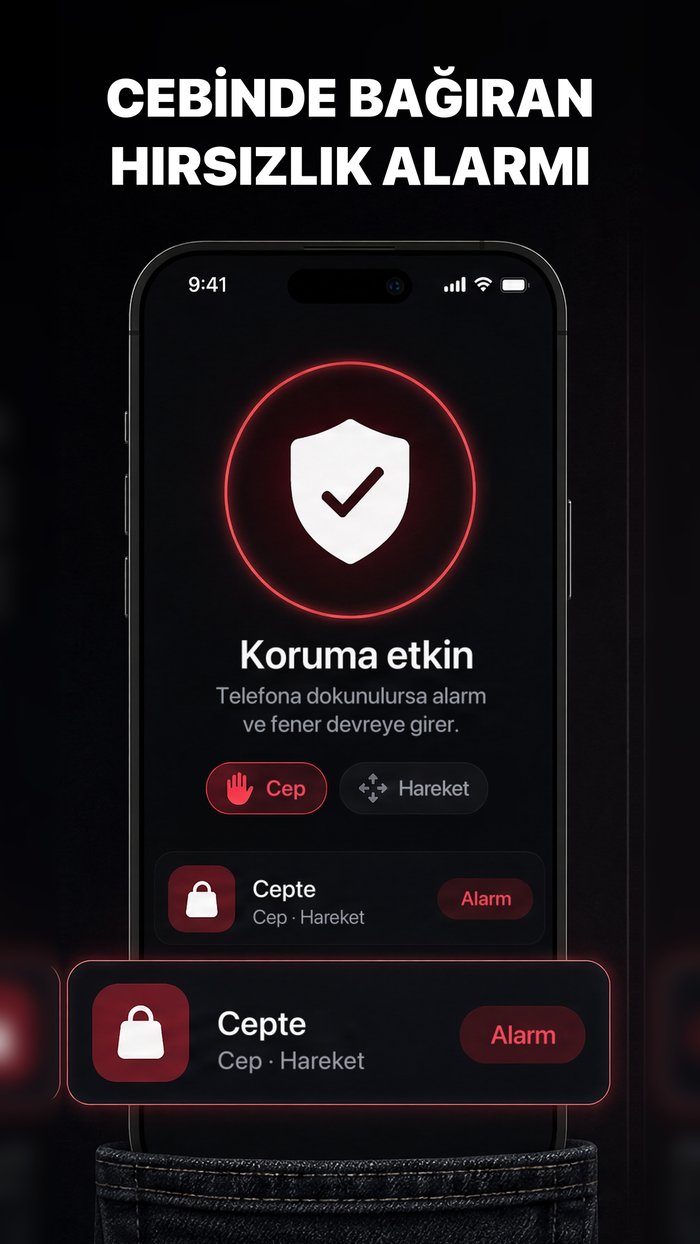 CEBİNDE BAĞIRAN
HIRSIZLIK ALARMI
9:41
Koruma etkin
Telefona dokunulursa alarm
ve fener devreye girer.
Cep
Hareket
Cepte
Cep · Hareket
Alarm
Cepte
Cep · Hareket
Alarm